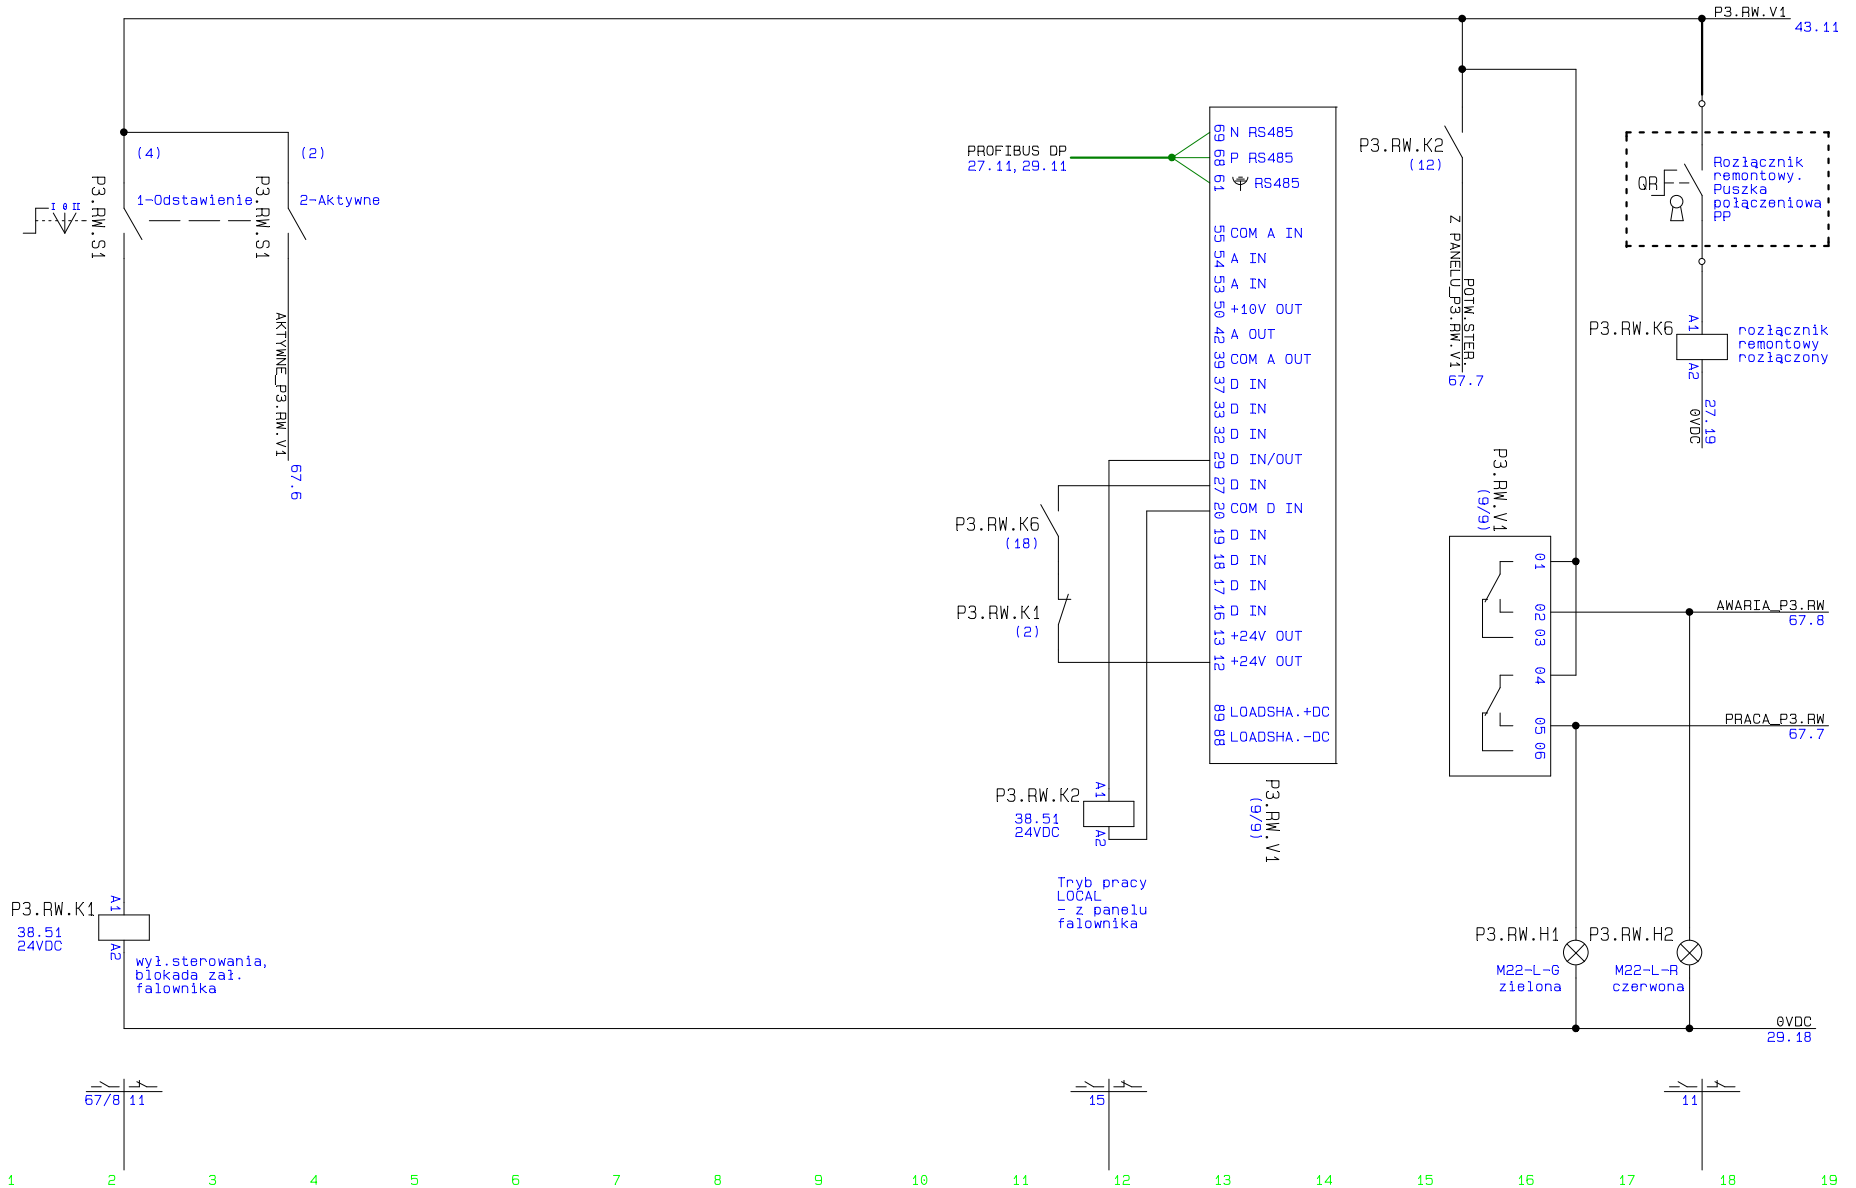 P3.RW.V1
43.11
(4)
(2)
P3.RW.S1
1-Odstawienie
P3.RW.S1
2-Aktywne
I 0 II
AKTYWNE_P3.RW.V1
67.6
PROFIBUS DP
27.11, 29.11
69 N RS485
68 P RS485
61 RS485
55 COM A IN
54 A IN
53 A IN
50 +10V OUT
42 A OUT
39 COM A OUT
37 D IN
33 D IN
32 D IN
29 D IN/OUT
27 D IN
20 COM D IN
19 D IN
18 D IN
17 D IN
16 D IN
13 +24V OUT
12 +24V OUT
89 LOADSHA.+DC
88 LOADSHA.-DC
P3.RW.V1
(9/9)
P3.RW.K6
(18)
P3.RW.K1
(2)
P3.RW.K2
38.51
24VDC
A1
A2
Tryb pracy
LOCAL
- z panelu
falownika
P3.RW.K2
(12)
POTW.STER.
Z PANELU_P3.RW.V1
67.7
QR
Rozłącznik
remontowy.
Puszka
połączeniowa
PP
P3.RW.K6
A1
A2
rozłącznik
remontowy
rozłączony
27.19
0VDC
P3.RW.V1
(9/9)
01
02
03
04
05
06
AWARIA_P3.RW
67.8
PRACA_P3.RW
67.7
P3.RW.K1
38.51
24VDC
A1
A2
wył.sterowania,
blokada zał.
falownika
P3.RW.H1
M22-L-G
zielona
P3.RW.H2
M22-L-R
czerwona
0VDC
29.18
67/8 11
15
11
1 2 3 4 5 6 7 8 9 10 11 12 13 14 15 16 17 18 19